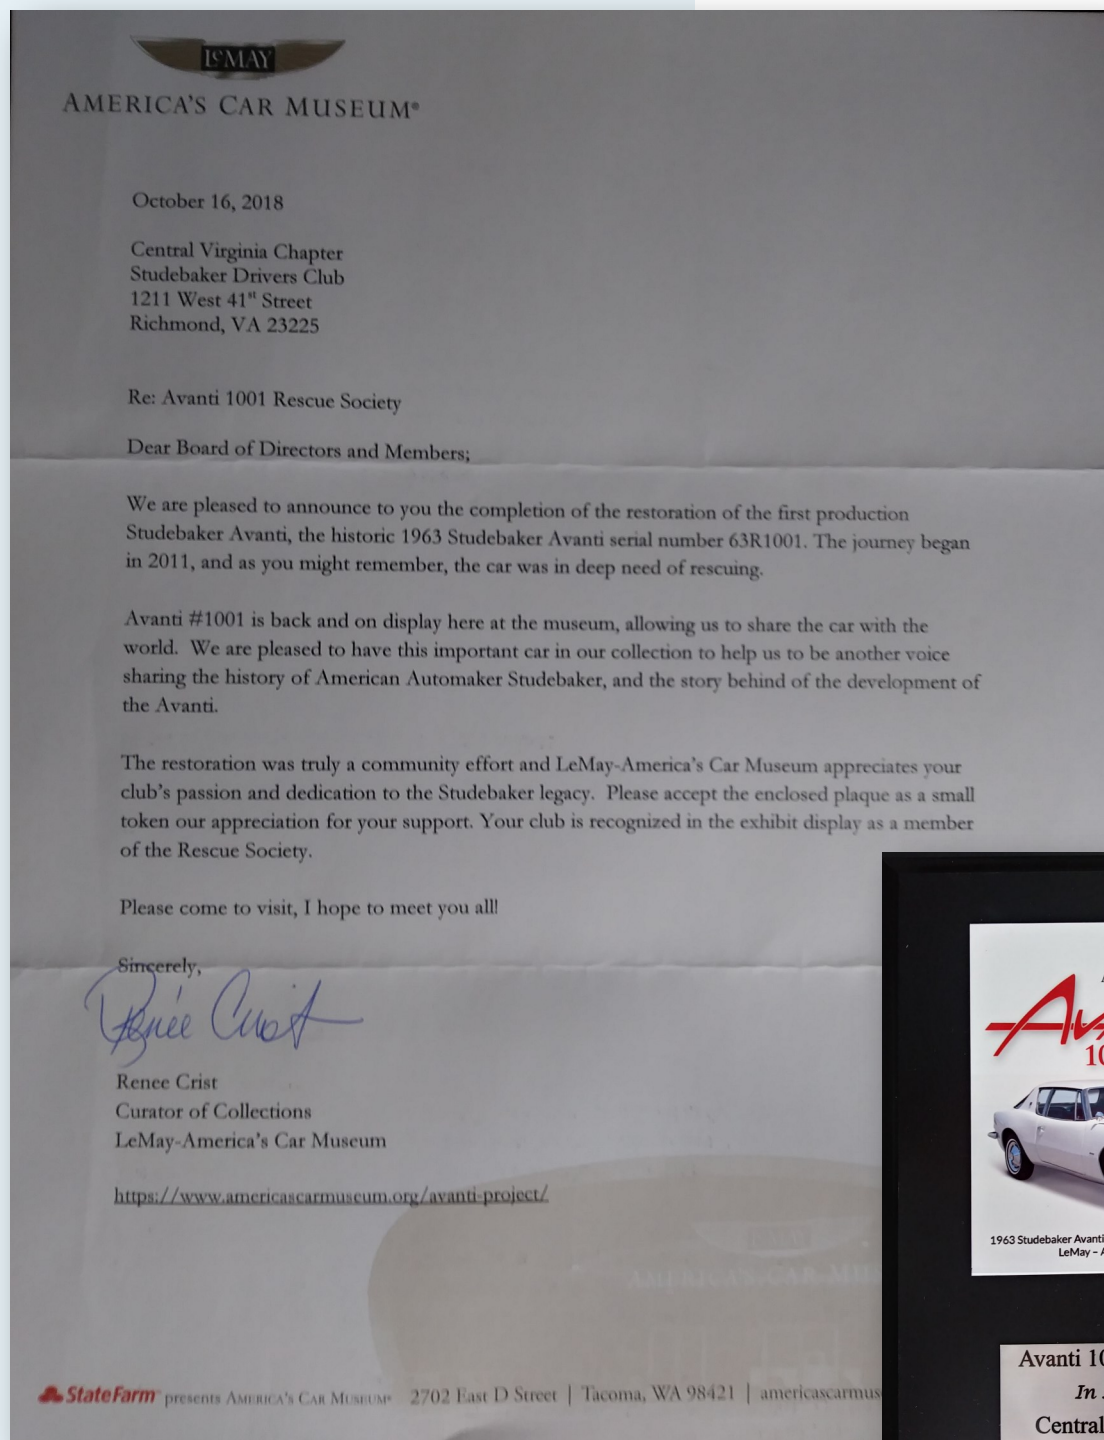 LeMAY
AMERICA'S CAR MUSEUM®
October 16, 2018
Central Virginia Chapter
Studebaker Drivers Club
1211 West 41st Street
Richmond, VA 23225
Re: Avanti 1001 Rescue Society
Dear Board of Directors and Members;
We are pleased to announce to you the completion of the restoration of the first production
Studebaker Avanti, the historic 1963 Studebaker Avanti serial number 63R1001. The journey began
in 2011, and as you might remember, the car was in deep need of rescuing.
Avanti #1001 is back and on display here at the museum, allowing us to share the car with the
world. We are pleased to have this important car in our collection to help us to be another voice
sharing the history of American Automaker Studebaker, and the story behind of the development of
the Avanti.
The restoration was truly a community effort and LeMay-America's Car Museum appreciates your
club's passion and dedication to the Studebaker legacy. Please accept the enclosed plaque as a small
token our appreciation for your support. Your club is recognized in the exhibit display as a member
of the Rescue Society.
Please come to visit, I hope to meet you all!
Sincerely,
Renée Crist
Renee Crist
Curator of Collections
LeMay-America's Car Museum
https://www.americascarmuseum.org/avanti-project/
LeMAY
AMERICA'S CAR MUS
StateFarm™ presents AMERICA'S CAR MUSEUM® 2702 East D Street | Tacoma, WA 98421 | americascarmus
Av
10
1963 Studebaker Avanti
LeMay – A
Avanti 10
In
Central